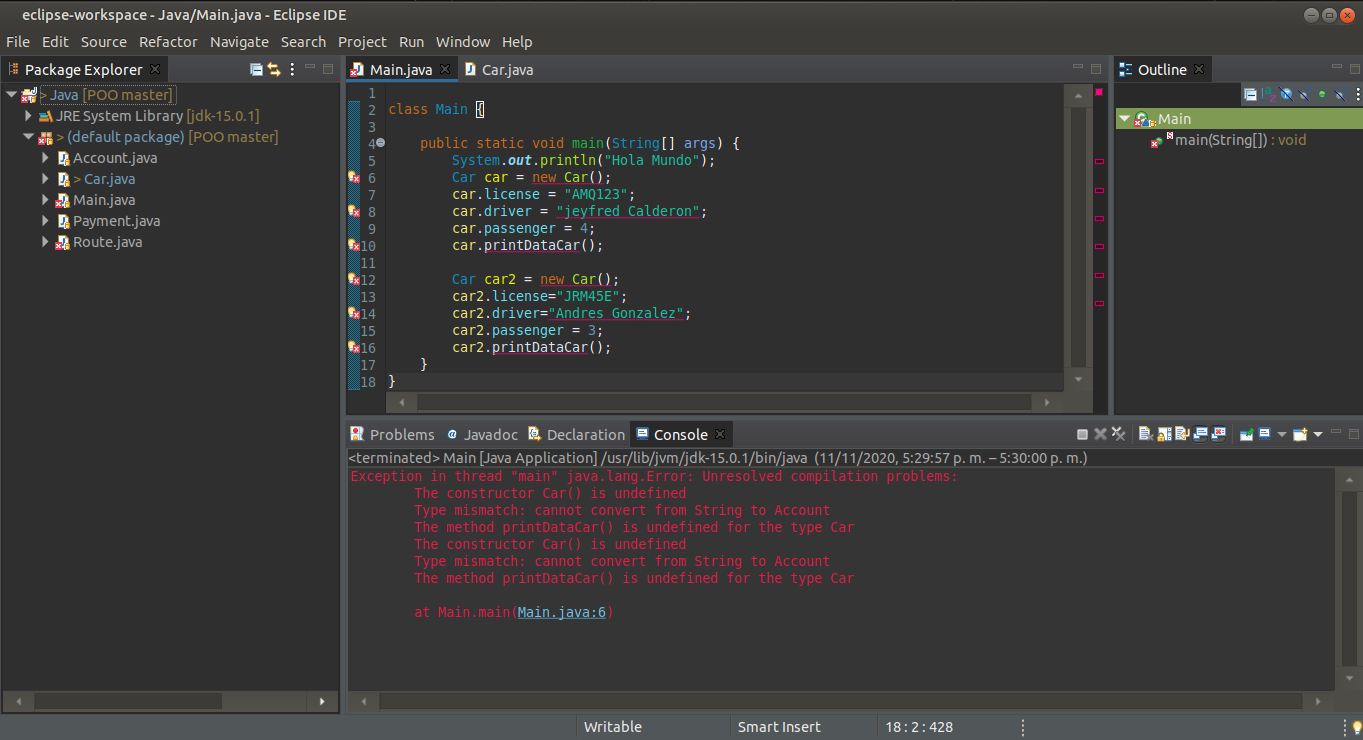 eclipse-workspace - Java/Main.java - Eclipse IDE
File Edit Source Refactor Navigate Search Project Run Window Help
Package Explorer
> Java [POO master]
JRE System Library [jdk-15.0.1]
> (default package) [POO master]
Account.java
> Car.java
Main.java
Payment.java
Route.java
Main.java Car.java
1
2 class Main {
3
4 public static void main(String[] args) {
5 System.out.println("Hola Mundo");
6 Car car = new Car();
7 car.license = "AMQ123";
8 car.driver = "jeyfred Calderon";
9 car.passenger = 4;
10 car.printDataCar();
11
12 Car car2 = new Car();
13 car2.license="JRM45E";
14 car2.driver="Andres Gonzalez";
15 car2.passenger = 3;
16 car2.printDataCar();
17 }
18 }
Outline
Main
main(String[]) : void
Problems Javadoc Declaration Console
<terminated> Main [Java Application] /usr/lib/jvm/jdk-15.0.1/bin/java (11/11/2020, 5:29:57 p. m. – 5:30:00 p. m.)
Exception in thread "main" java.lang.Error: Unresolved compilation problems:
The constructor Car() is undefined
Type mismatch: cannot convert from String to Account
The method printDataCar() is undefined for the type Car
The constructor Car() is undefined
Type mismatch: cannot convert from String to Account
The method printDataCar() is undefined for the type Car
at Main.main(Main.java:6)
Writable Smart Insert 18 : 2 : 428